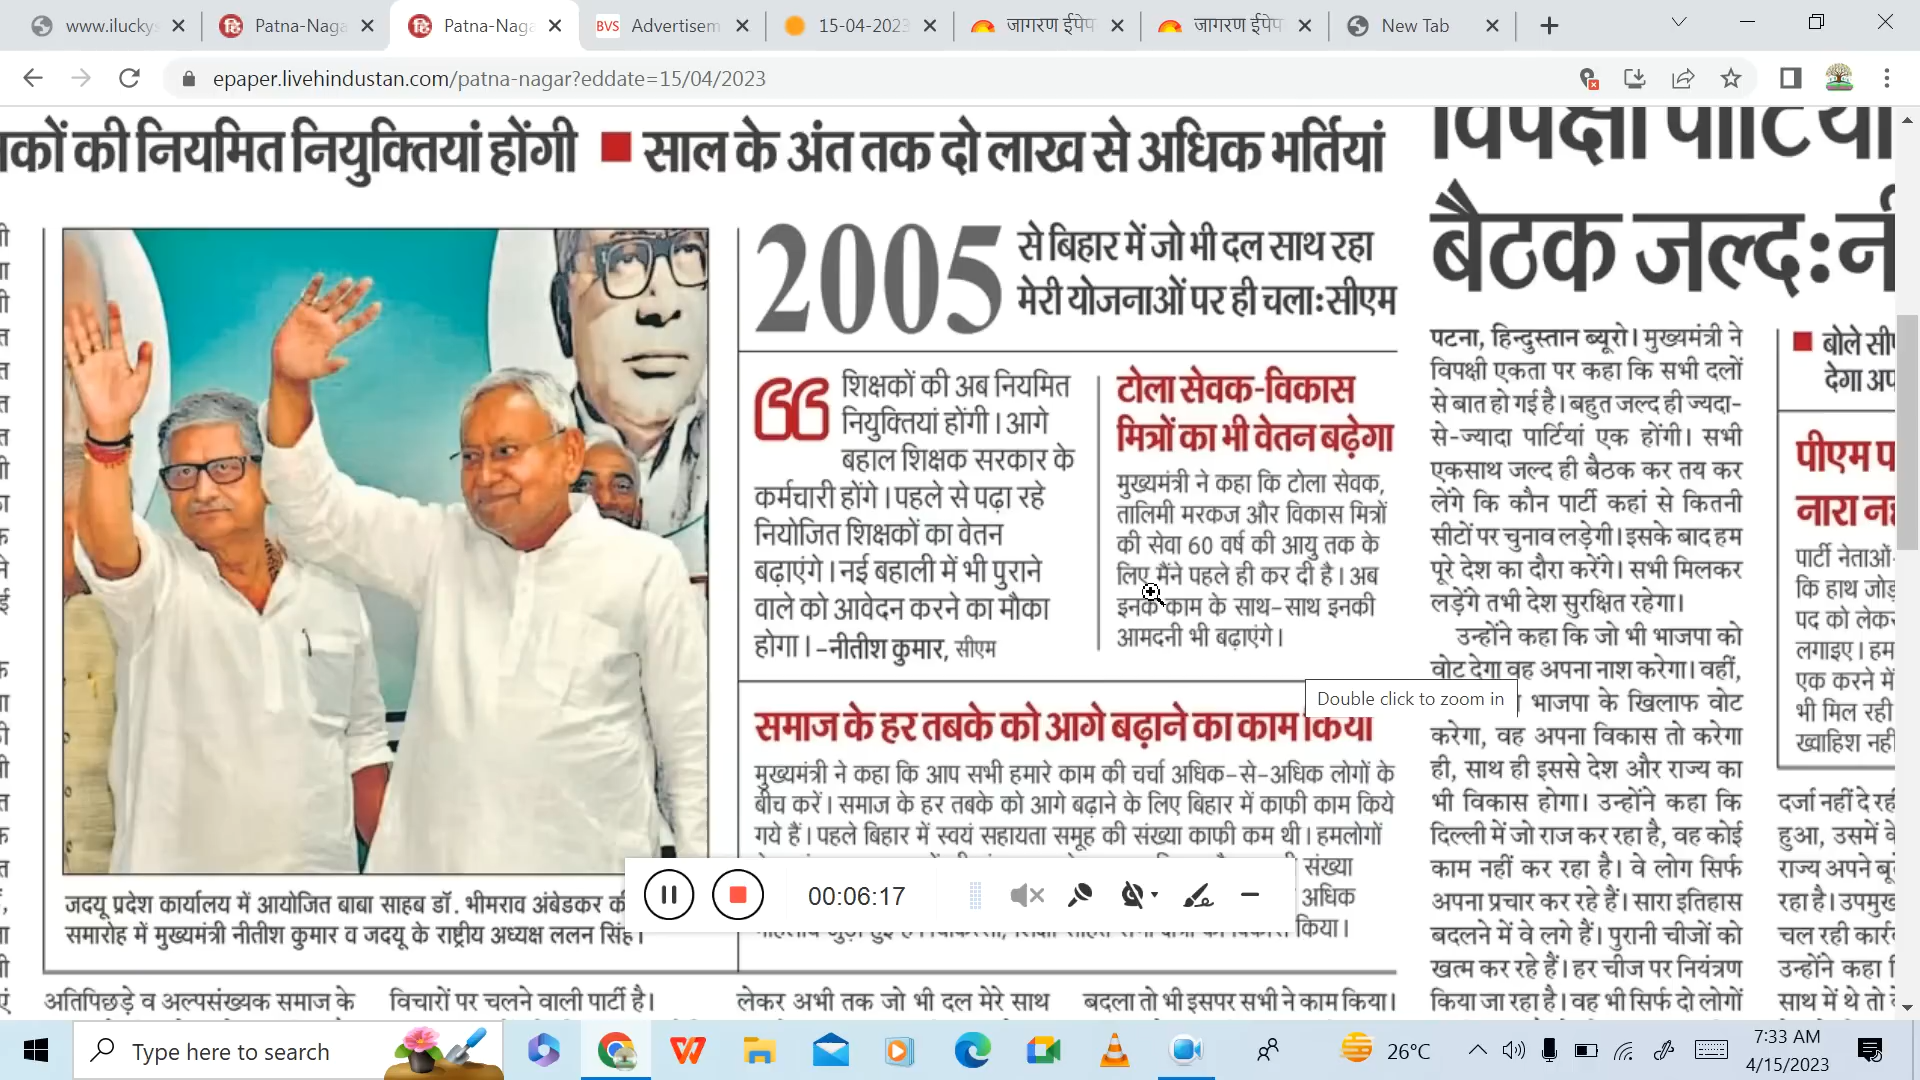 www.ilucky
Patna-Naga
Patna-Naga
BVS
Advertisem
15-04-2023
जागरण ईपेप
जागरण ईपेप
New Tab
epaper.livehindustan.com/patna-nagar?eddate=15/04/2023
कों की नियमित नियुक्तियां होंगी ■ साल के अंत तक दो लाख से अधिक भर्तियां
जदयू प्रदेश कार्यालय में आयोजित बाबा साहब डॉ. भीमराव अंबेडकर की
समारोह में मुख्यमंत्री नीतीश कुमार व जदयू के राष्ट्रीय अध्यक्ष ललन सिंह।
2005 से बिहार में जो भी दल साथ रहा
मेरी योजनाओं पर ही चलाः सीएम
शिक्षकों की अब नियमित
नियुक्तियां होंगी। आगे
बहाल शिक्षक सरकार के
कर्मचारी होंगे। पहले से पढ़ा रहे
नियोजित शिक्षकों का वेतन
बढ़ाएंगे। नई बहाली में भी पुराने
वाले को आवेदन करने का मौका
होगा। -नीतीश कुमार, सीएम
टोला सेवक-विकास
मित्रों का भी वेतन बढ़ेगा
मुख्यमंत्री ने कहा कि टोला सेवक,
तालिमी मरकज और विकास मित्रों
की सेवा 60 वर्ष की आयु तक के
लिए मैंने पहले ही कर दी है। अब
इनके काम के साथ-साथ इनकी
आमदनी भी बढ़ाएंगे।
Double click to zoom in
समाज के हर तबके को आगे बढ़ाने का काम किया
मुख्यमंत्री ने कहा कि आप सभी हमारे काम की चर्चा अधिक-से-अधिक लोगों के
बीच करें। समाज के हर तबके को आगे बढ़ाने के लिए बिहार में काफी काम किये
गये हैं। पहले बिहार में स्वयं सहायता समूह की संख्या काफी कम थी। हमलोगों
संख्या
अधिक
किया।
00:06:17
अतिपिछड़े व अल्पसंख्यक समाज के
विचारों पर चलने वाली पार्टी है।
लेकर अभी तक जो भी दल मेरे साथ
बदला तो भी इसपर सभी ने काम किया।
विपक्षी पार्टियों
बैठक जल्द:
पटना, हिन्दुस्तान ब्यूरो। मुख्यमंत्री ने
विपक्षी एकता पर कहा कि सभी दलों
से बात हो गई है। बहुत जल्द ही ज्यादा-
से-ज्यादा पार्टियां एक होंगी। सभी
एकसाथ जल्द ही बैठक कर तय कर
लेंगे कि कौन पार्टी कहां से कितनी
सीटों पर चुनाव लड़ेगी। इसके बाद हम
पूरे देश का दौरा करेंगे। सभी मिलकर
लड़ेंगे तभी देश सुरक्षित रहेगा।
उन्होंने कहा कि जो भी भाजपा को
वोट देगा वह अपना नाश करेगा। वहीं,
भाजपा के खिलाफ वोट
करेगा, वह अपना विकास तो करेगा
ही, साथ ही इससे देश और राज्य का
भी विकास होगा। उन्होंने कहा कि
दिल्ली में जो राज कर रहा है, वह कोई
काम नहीं कर रहा है। वे लोग सिर्फ
अपना प्रचार कर रहे हैं। सारा इतिहास
बदलने में वे लगे हैं। पुरानी चीजों को
खत्म कर रहे हैं। हर चीज पर नियंत्रण
किया जा रहा है। वह भी सिर्फ दो लोगों
■ बोले सी
देगा अप
पीएम प
नारा नह
पार्टी नेताओं
कि हाथ जोड़
पद को लेक
लगाइए। हम
एक करने में
भी मिल रही
ख्वाहिश नहीं
दर्जा नहीं दे रह
हुआ, उसमें के
राज्य अपने बू
रहा है। उपमुख
चल रही कार्र
उन्होंने कहा
साथ में थे तो
Type here to search
26°C
7:33 AM
4/15/2023